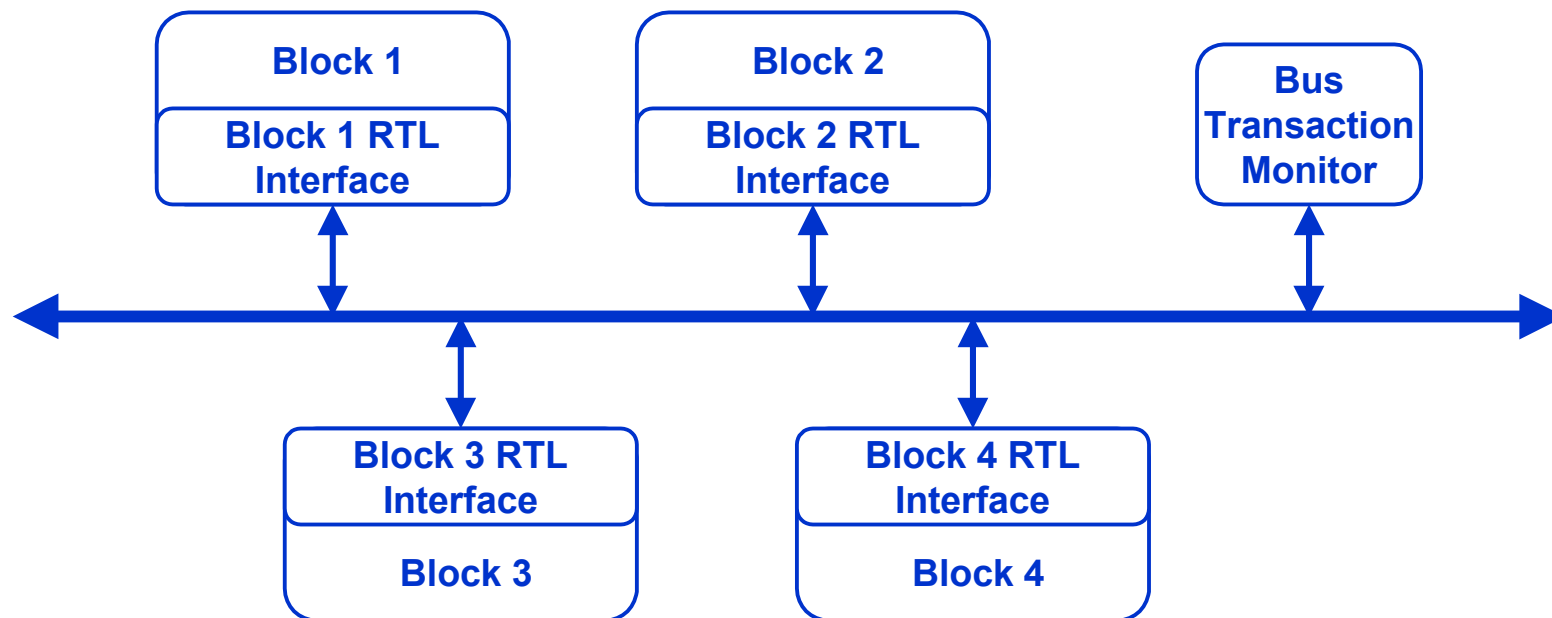 Block 1
Block 1 RTL
Interface
Block 2
Block 2 RTL
Interface
Bus
Transaction
Monitor
Block 3 RTL
Interface
Block 3
Block 4 RTL
Interface
Block 4